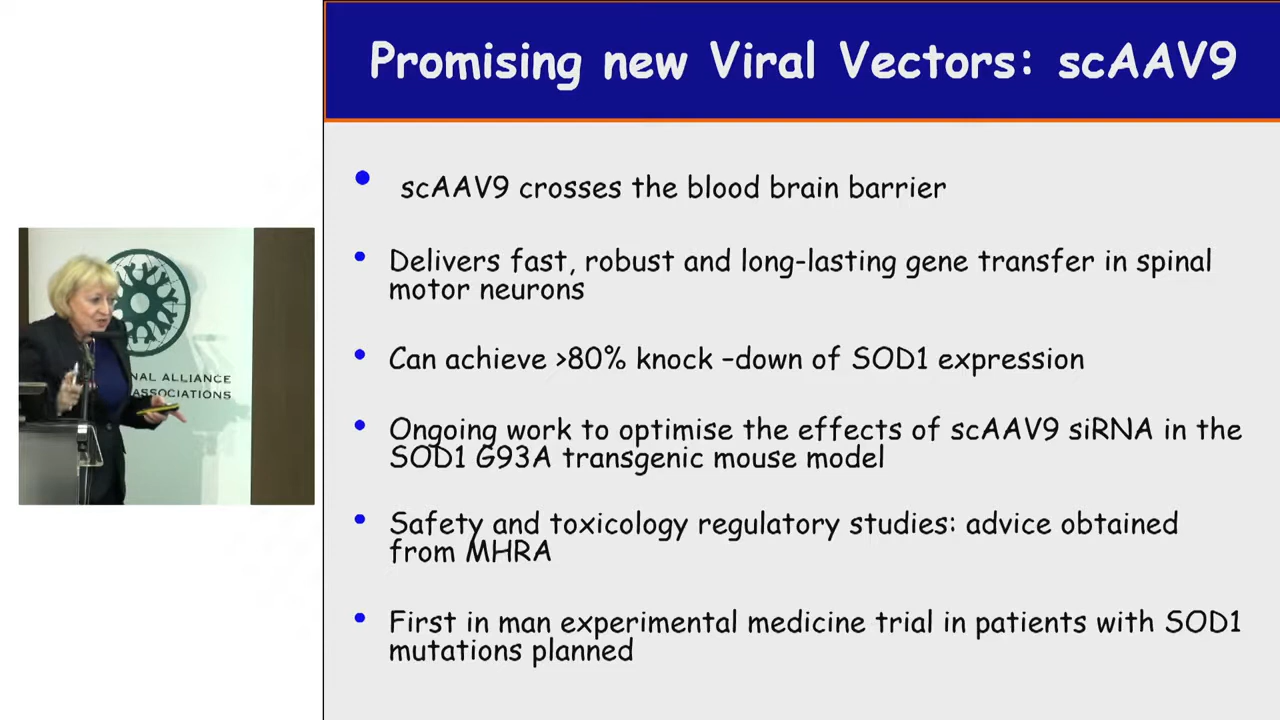 Promising new Viral Vectors: scAAV9
scAAV9 crosses the blood brain barrier
Delivers fast, robust and long-lasting gene transfer in spinal
motor neurons
Can achieve >80% knock –down of SOD1 expression
Ongoing work to optimise the effects of scAAV9 siRNA in the
SOD1 G93A transgenic mouse model
Safety and toxicology regulatory studies: advice obtained
from MHRA
First in man experimental medicine trial in patients with SOD1
mutations planned
ALLIANCE
ASSOCIATIONS